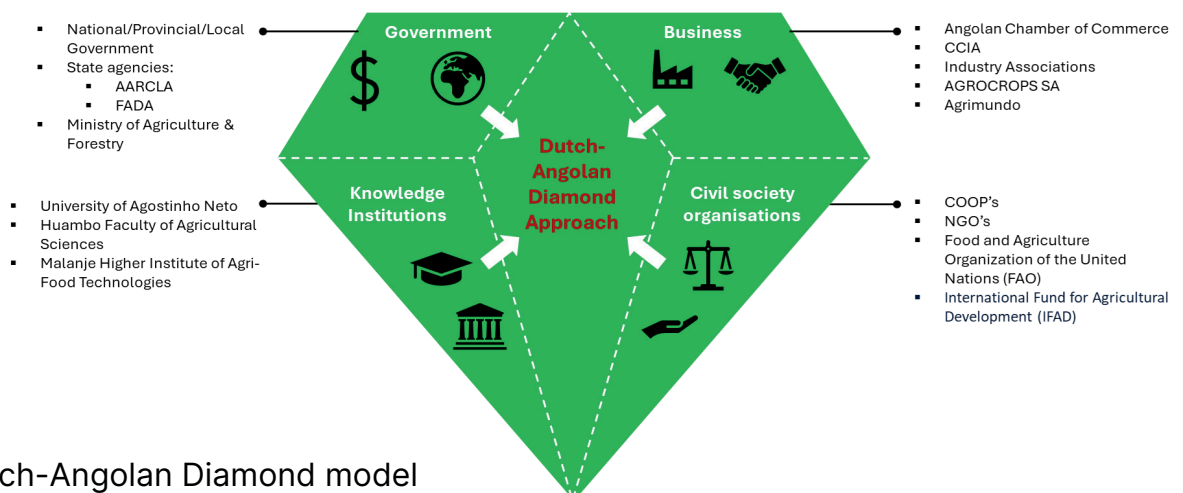 National/Provincial/Local
Government
State agencies:
AARCLA
FADA
Ministry of Agriculture &
Forestry
Government
Business
Angolan Chamber of Commerce
CCIA
Industry Associations
AGROCROPS SA
Agrimundo
Dutch-
Angolan
Diamond
Approach
University of Agostinho Neto
Huambo Faculty of Agricultural
Sciences
Malanje Higher Institute of Agri-
Food Technologies
Knowledge
Institutions
Civil society
organisations
COOP's
NGO's
Food and Agriculture
Organization of the United
Nations (FAO)
International Fund for Agricultural
Development (IFAD)
ch-Angolan Diamond model